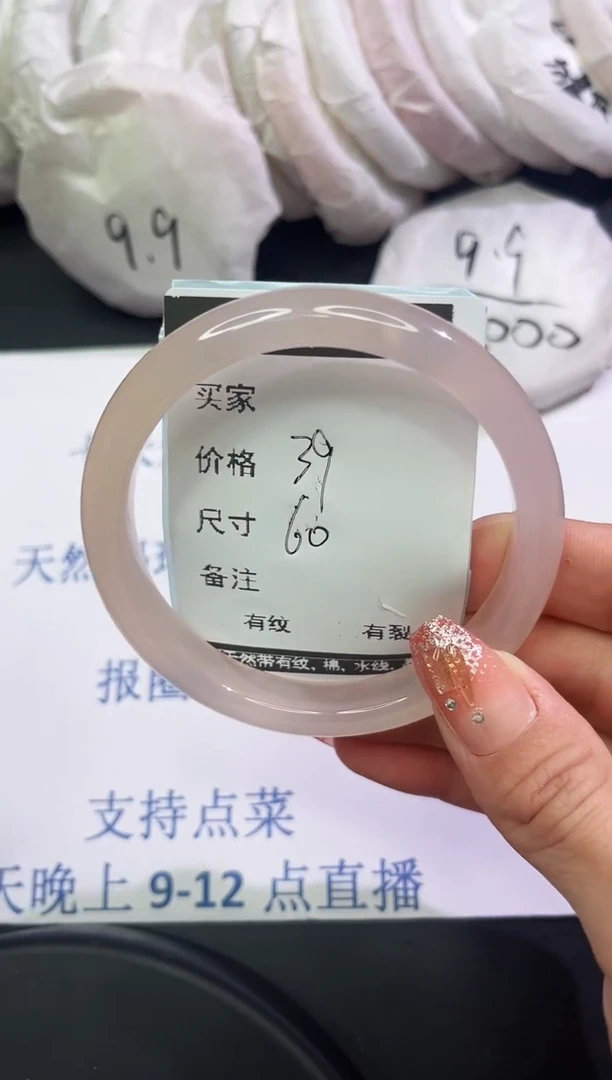 9.9
9.9
000
买家
价格 39
尺寸 60
备注
有纹 有裂
天然带有纹、棉、水线、
天然玛
报圈
支持点菜
天晚上 9-12 点直播